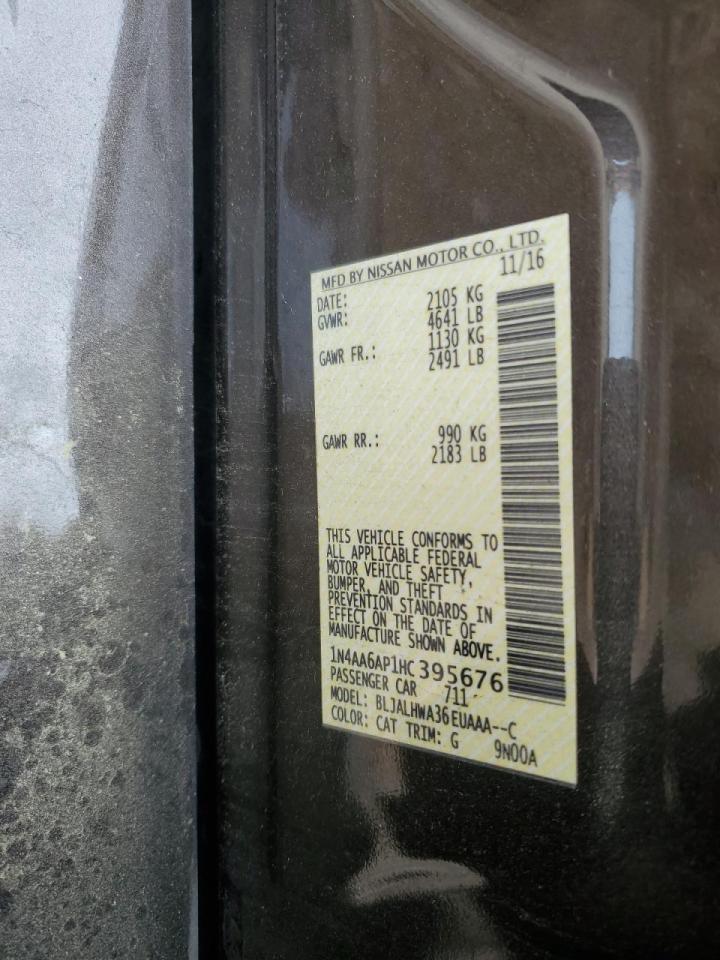 MFD BY NISSAN MOTOR CO., LTD.
DATE: 11/16
GVWR: 2105 KG
4641 LB
GAWR FR.: 1130 KG
2491 LB
GAWR RR.: 990 KG
2183 LB
THIS VEHICLE CONFORMS TO
ALL APPLICABLE FEDERAL
MOTOR VEHICLE SAFETY,
BUMPER, AND THEFT
PREVENTION STANDARDS IN
EFFECT ON THE DATE OF
MANUFACTURE SHOWN ABOVE.
1N4AA6AP1HC395676
PASSENGER CAR 711
MODEL: BLJALHWA36EUAAA--C
COLOR: CAT TRIM: G 9N00A